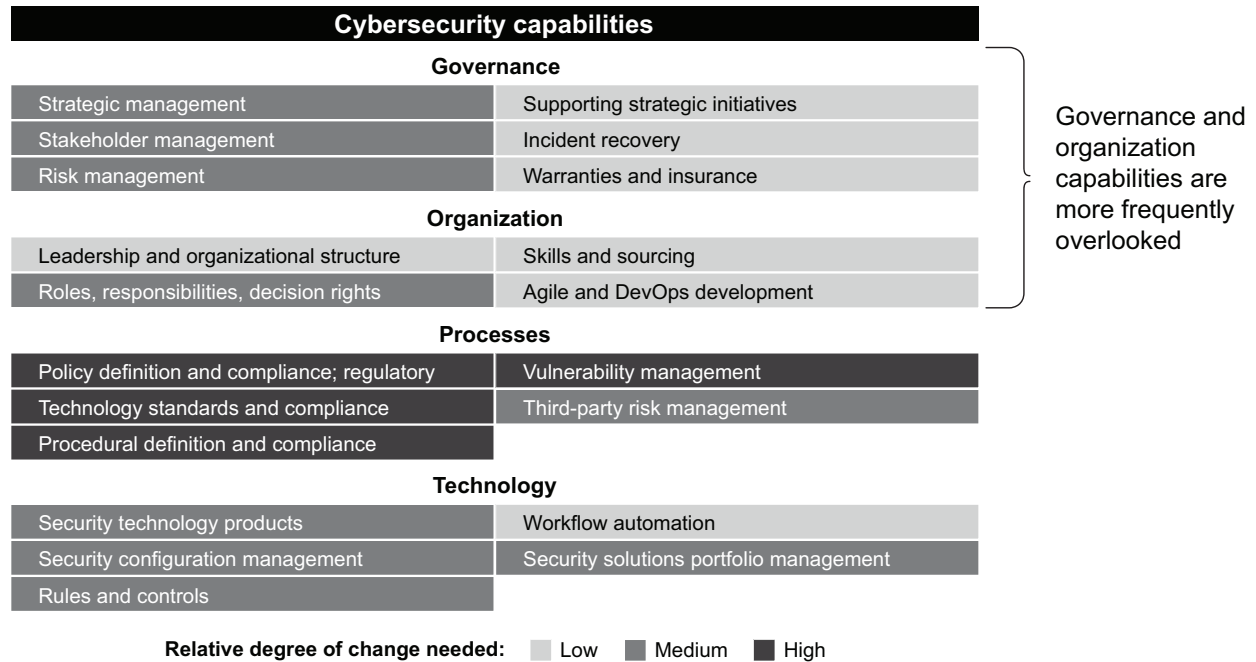 Cybersecurity capabilities
Governance
Strategic management
Supporting strategic initiatives
Stakeholder management
Incident recovery
Risk management
Warranties and insurance
Organization
Leadership and organizational structure
Skills and sourcing
Roles, responsibilities, decision rights
Agile and DevOps development
Governance and
organization
capabilities are
more frequently
overlooked
Processes
Policy definition and compliance; regulatory
Vulnerability management
Technology standards and compliance
Third-party risk management
Procedural definition and compliance
Technology
Security technology products
Workflow automation
Security configuration management
Security solutions portfolio management
Rules and controls
Relative degree of change needed: Low Medium High